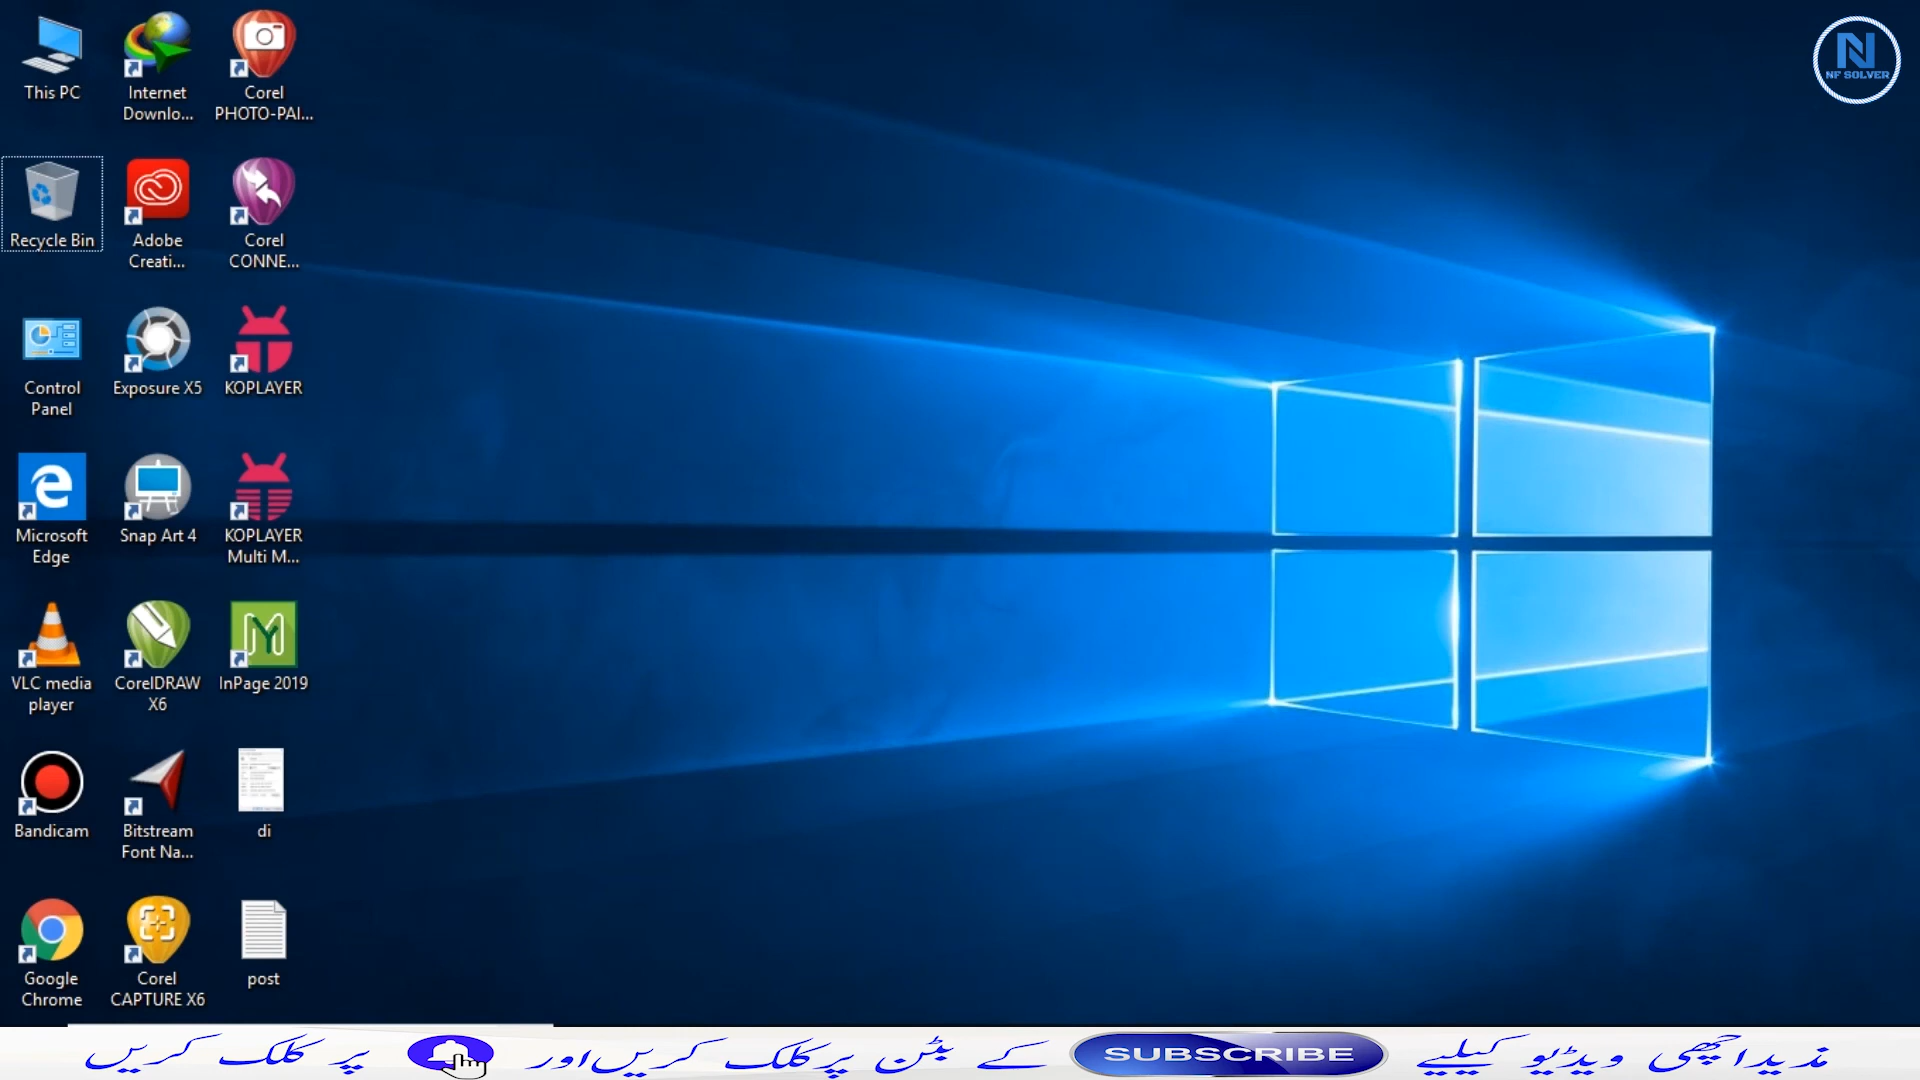 This PC
Internet
Downlo...
Corel
PHOTO-PAI...
NF SOLVER
Recycle Bin
Adobe
Creati...
Corel
CONNE...
Control
Panel
Exposure X5
KOPLAYER
Microsoft
Edge
Snap Art 4
KOPLAYER
Multi M...
VLC media
player
CorelDRAW
X6
InPage 2019
Bandicam
Bitstream
Font Na...
di
Google
Chrome
Corel
CAPTURE X6
post
مذید اچھی ویڈیو کیلیے SUBSCRIBE کے بٹن پر کلک کریں اور پر کلک کریں